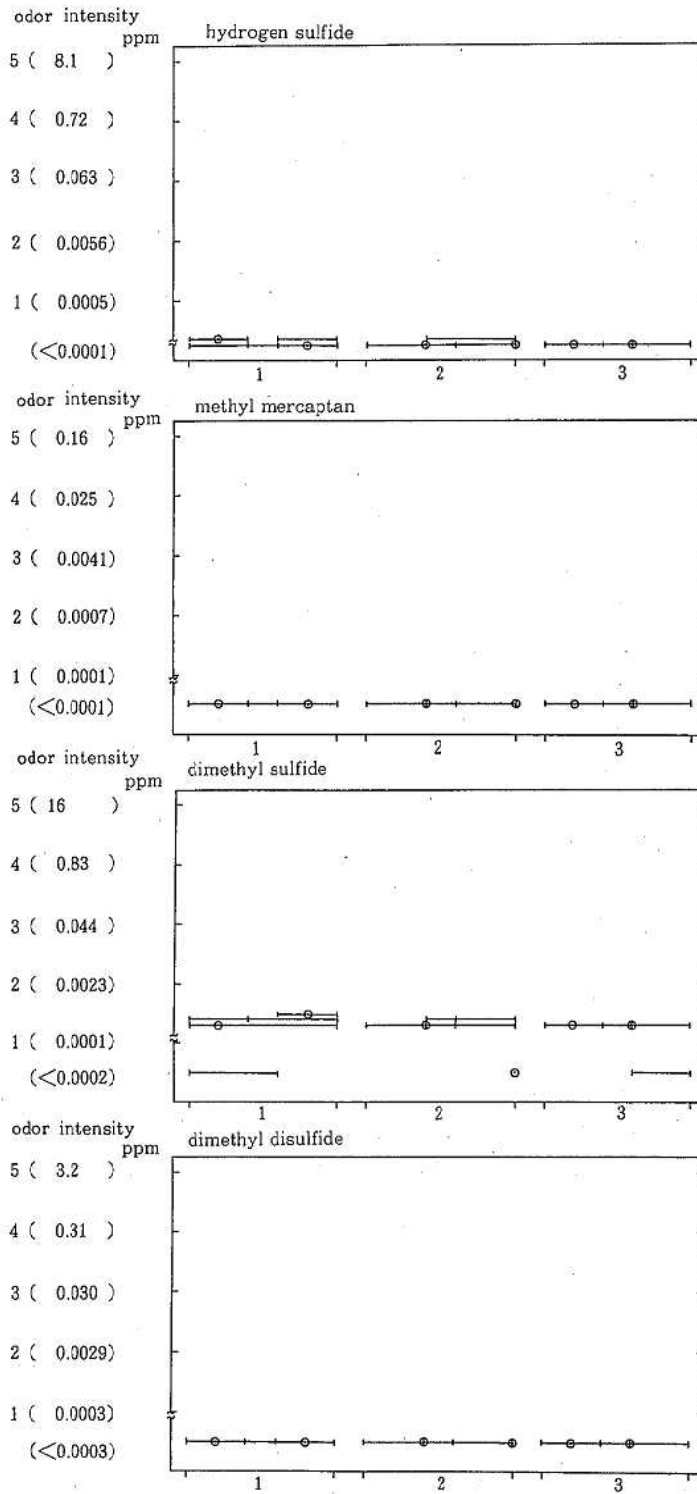 odor intensity
ppm
hydrogen sulfide
5 ( 8.1 )
4 ( 0.72 )
3 ( 0.063 )
2 ( 0.0056)
1 ( 0.0005)
(<0.0001)
1 2 3
odor intensity
ppm
methyl mercaptan
5 ( 0.16 )
4 ( 0.025 )
3 ( 0.0041)
2 ( 0.0007)
1 ( 0.0001)
(<0.0001)
1 2 3
odor intensity
ppm
dimethyl sulfide
5 ( 16 )
4 ( 0.83 )
3 ( 0.044 )
2 ( 0.0023)
1 ( 0.0001)
(<0.0002)
1 2 3
odor intensity
ppm
dimethyl disulfide
5 ( 3.2 )
4 ( 0.31 )
3 ( 0.030 )
2 ( 0.0029)
1 ( 0.0003)
(<0.0003)
1 2 3